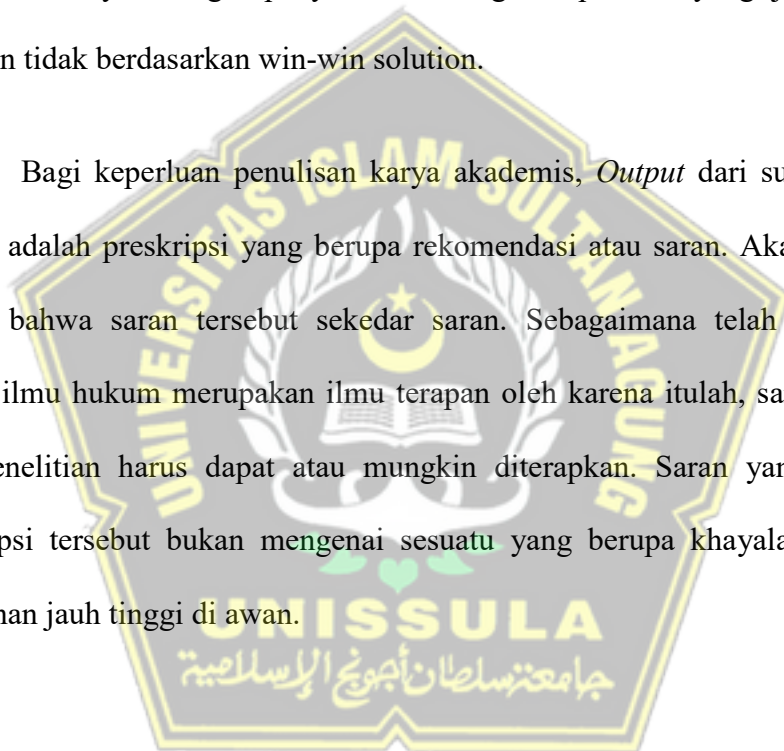 n tidak berdasarkan win-win solution.
Bagi keperluan penulisan karya akademis, Output dari su
adalah preskripsi yang berupa rekomendasi atau saran. Aka
bahwa saran tersebut sekedar saran. Sebagaimana telah
ilmu hukum merupakan ilmu terapan oleh karena itulah, sa
enelitian harus dapat atau mungkin diterapkan. Saran yan
psi tersebut bukan mengenai sesuatu yang berupa khayala
nan jauh tinggi di awan.
UNIVERSITAS ISLAM SULTAN AGUNG
UNISSULA
جامعة سلطان أجونج الإسلامية